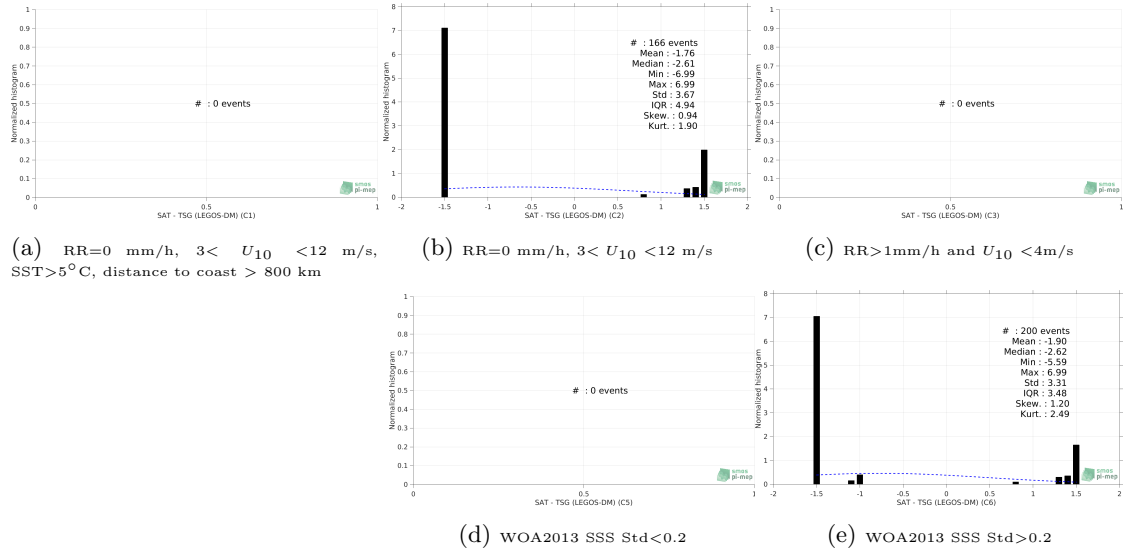 1
0.9
0.8
0.7
0.6
0.5
0.4
0.3
0.2
0.1
0
Normalized histogram
# : 0 events
smos
pi-mep
0 0.5 1
SAT - TSG (LEGOS-DM) (C1)
(a) RR=0 mm/h, 3< U10 <12 m/s,
SST>5°C, distance to coast > 800 km
8
7
6
5
4
3
2
1
0
Normalized histogram
# : 166 events
Mean : -1.76
Median : -2.61
Min : -6.99
Max : 6.99
Std : 3.67
IQR : 4.94
Skew. : 0.94
Kurt. : 1.90
smos
pi-mep
-2 -1.5 -1 -0.5 0 0.5 1 1.5 2
SAT - TSG (LEGOS-DM) (C2)
(b) RR=0 mm/h, 3< U10 <12 m/s
1
0.9
0.8
0.7
0.6
0.5
0.4
0.3
0.2
0.1
0
Normalized histogram
# : 0 events
smos
pi-mep
0 0.5 1
SAT - TSG (LEGOS-DM) (C3)
(c) RR>1mm/h and U10 <4m/s
1
0.9
0.8
0.7
0.6
0.5
0.4
0.3
0.2
0.1
0
Normalized histogram
# : 0 events
smos
pi-mep
0 0.5 1
SAT - TSG (LEGOS-DM) (C5)
(d) WOA2013 SSS Std<0.2
8
7
6
5
4
3
2
1
0
Normalized histogram
# : 200 events
Mean : -1.90
Median : -2.62
Min : -5.59
Max : 6.99
Std : 3.31
IQR : 3.48
Skew. : 1.20
Kurt. : 2.49
smos
pi-mep
-2 -1.5 -1 -0.5 0 0.5 1 1.5 2
SAT - TSG (LEGOS-DM) (C6)
(e) WOA2013 SSS Std>0.2